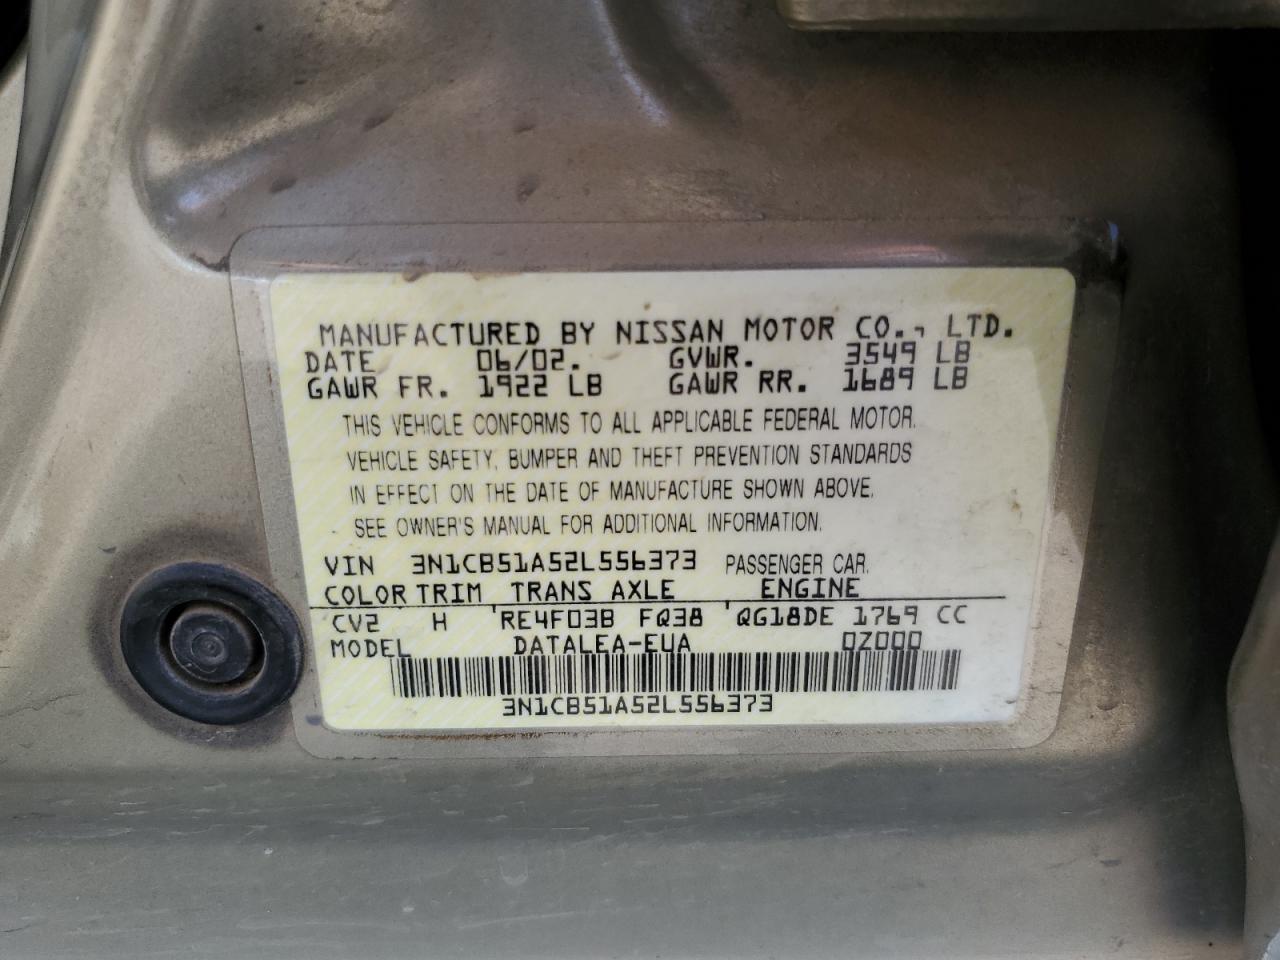 MANUFACTURED BY NISSAN MOTOR CO., LTD.
DATE 06/02. GVWR. 3549 LB
GAWR FR. 1922 LB GAWR RR. 1689 LB
THIS VEHICLE CONFORMS TO ALL APPLICABLE FEDERAL MOTOR.
VEHICLE SAFETY, BUMPER AND THEFT PREVENTION STANDARDS
IN EFFECT ON THE DATE OF MANUFACTURE SHOWN ABOVE.
SEE OWNER'S MANUAL FOR ADDITIONAL INFORMATION.
VIN 3N1CB51A52L556373 PASSENGER CAR.
COLOR TRIM TRANS AXLE ENGINE
CV2 H 'RE4F03B FQ38 'QG18DE 1769 CC
MODEL DATALEA-EUA 0Z000
3N1CB51A52L556373